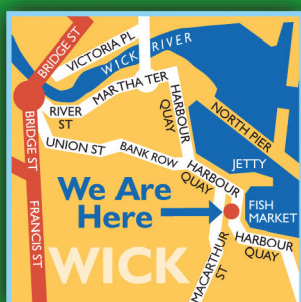 BRIDGE ST
VICTORIA PL
WICK RIVER
MARTHA TER
RIVER
ST
HARBOUR
QUAY
NORTH PIER
BRIDGE ST
UNION ST
BANK ROW
HARBOUR
QUAY
JETTY
We Are
Here
FISH
MARKET
FRANCIS ST
WICK
MACARTHUR
ST
HARBOUR
QUAY